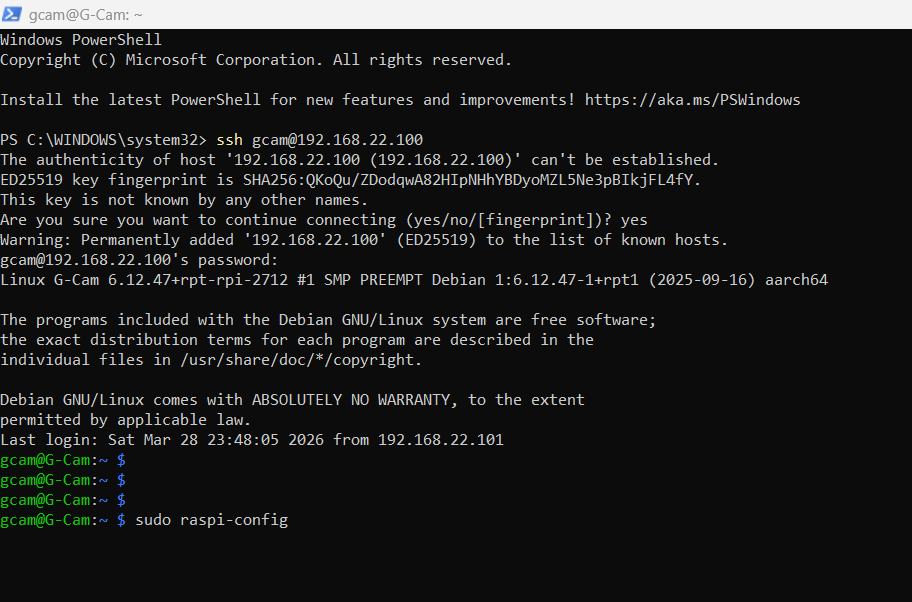 gcam@G-Cam: ~
Windows PowerShell
Copyright (C) Microsoft Corporation. All rights reserved.
Install the latest PowerShell for new features and improvements! https://aka.ms/PSWindows
PS C:\WINDOWS\system32> ssh gcam@192.168.22.100
The authenticity of host '192.168.22.100 (192.168.22.100)' can't be established.
ED25519 key fingerprint is SHA256:QKoQu/ZDodqwA82HIpNHhYBDyoMZL5Ne3pBIkjFL4fY.
This key is not known by any other names.
Are you sure you want to continue connecting (yes/no/[fingerprint])? yes
Warning: Permanently added '192.168.22.100' (ED25519) to the list of known hosts.
gcam@192.168.22.100's password:
Linux G-Cam 6.12.47+rpt-rpi-2712 #1 SMP PREEMPT Debian 1:6.12.47-1+rpt1 (2025-09-16) aarch64
The programs included with the Debian GNU/Linux system are free software;
the exact distribution terms for each program are described in the
individual files in /usr/share/doc/*/copyright.
Debian GNU/Linux comes with ABSOLUTELY NO WARRANTY, to the extent
permitted by applicable law.
Last login: Sat Mar 28 23:48:05 2026 from 192.168.22.101
gcam@G-Cam:~ $
gcam@G-Cam:~ $
gcam@G-Cam:~ $
gcam@G-Cam:~ $ sudo raspi-config